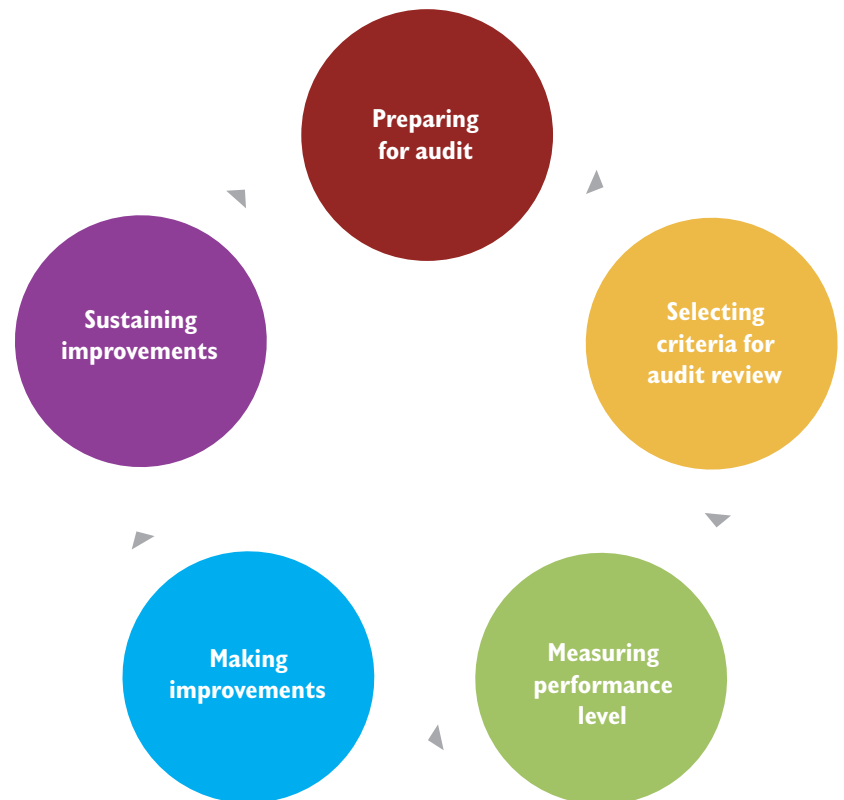 Preparing
for audit
Selecting
criteria for
audit review
Measuring
performance
level
Making
improvements
Sustaining
improvements